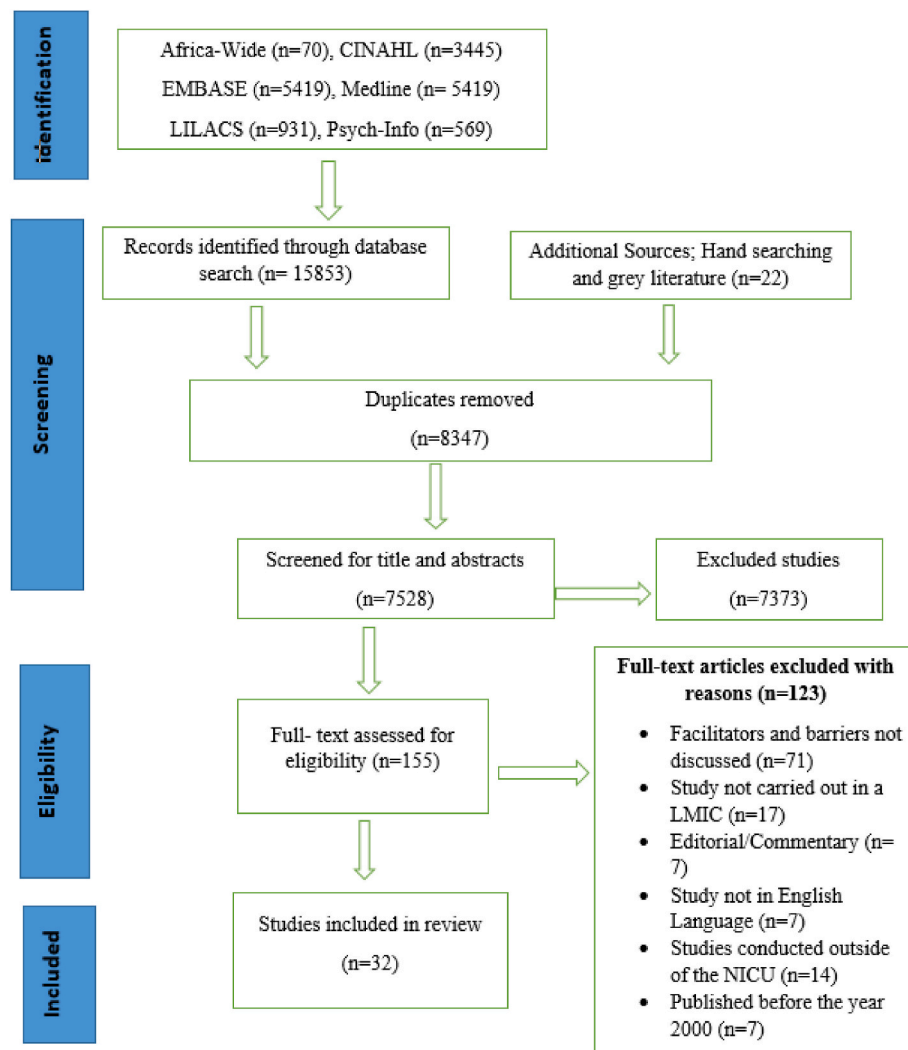 identification
Africa-Wide (n=70), CINAHL (n=3445)
EMBASE (n=5419), Medline (n= 5419)
LILACS (n=931), Psych-Info (n=569)
Screening
Records identified through database
search (n= 15853)
Additional Sources; Hand searching
and grey literature (n=22)
Duplicates removed
(n=8347)
Screened for title and abstracts
(n=7528)
Excluded studies
(n=7373)
Eligibility
Full- text assessed for
eligibility (n=155)
Full-text articles excluded with
reasons (n=123)
• Facilitators and barriers not
discussed (n=71)
• Study not carried out in a
LMIC (n=17)
• Editorial/Commentary (n=
7)
• Study not in English
Language (n=7)
• Studies conducted outside
of the NICU (n=14)
• Published before the year
2000 (n=7)
Included
Studies included in review
(n=32)